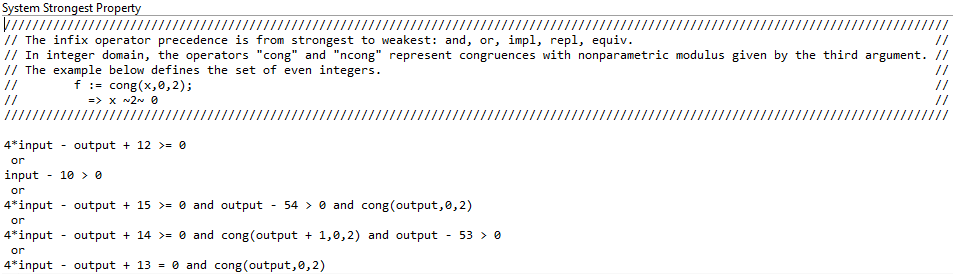 System Strongest Property
//////////////////////////////////////////////////////////////////////////////////////////////////////////////////////////////////////
// The infix operator precedence is from strongest to weakest: and, or, impl, repl, equiv. //
// In integer domain, the operators "cong" and "ncong" represent congruences with nonparametric modulus given by the third argument. //
// The example below defines the set of even integers. //
// f := cong(x,0,2); //
// => x ~2~ 0 //
//////////////////////////////////////////////////////////////////////////////////////////////////////////////////////////////////////
4*input - output + 12 >= 0
or
input - 10 > 0
or
4*input - output + 15 >= 0 and output - 54 > 0 and cong(output,0,2)
or
4*input - output + 14 >= 0 and cong(output + 1,0,2) and output - 53 > 0
or
4*input - output + 13 = 0 and cong(output,0,2)